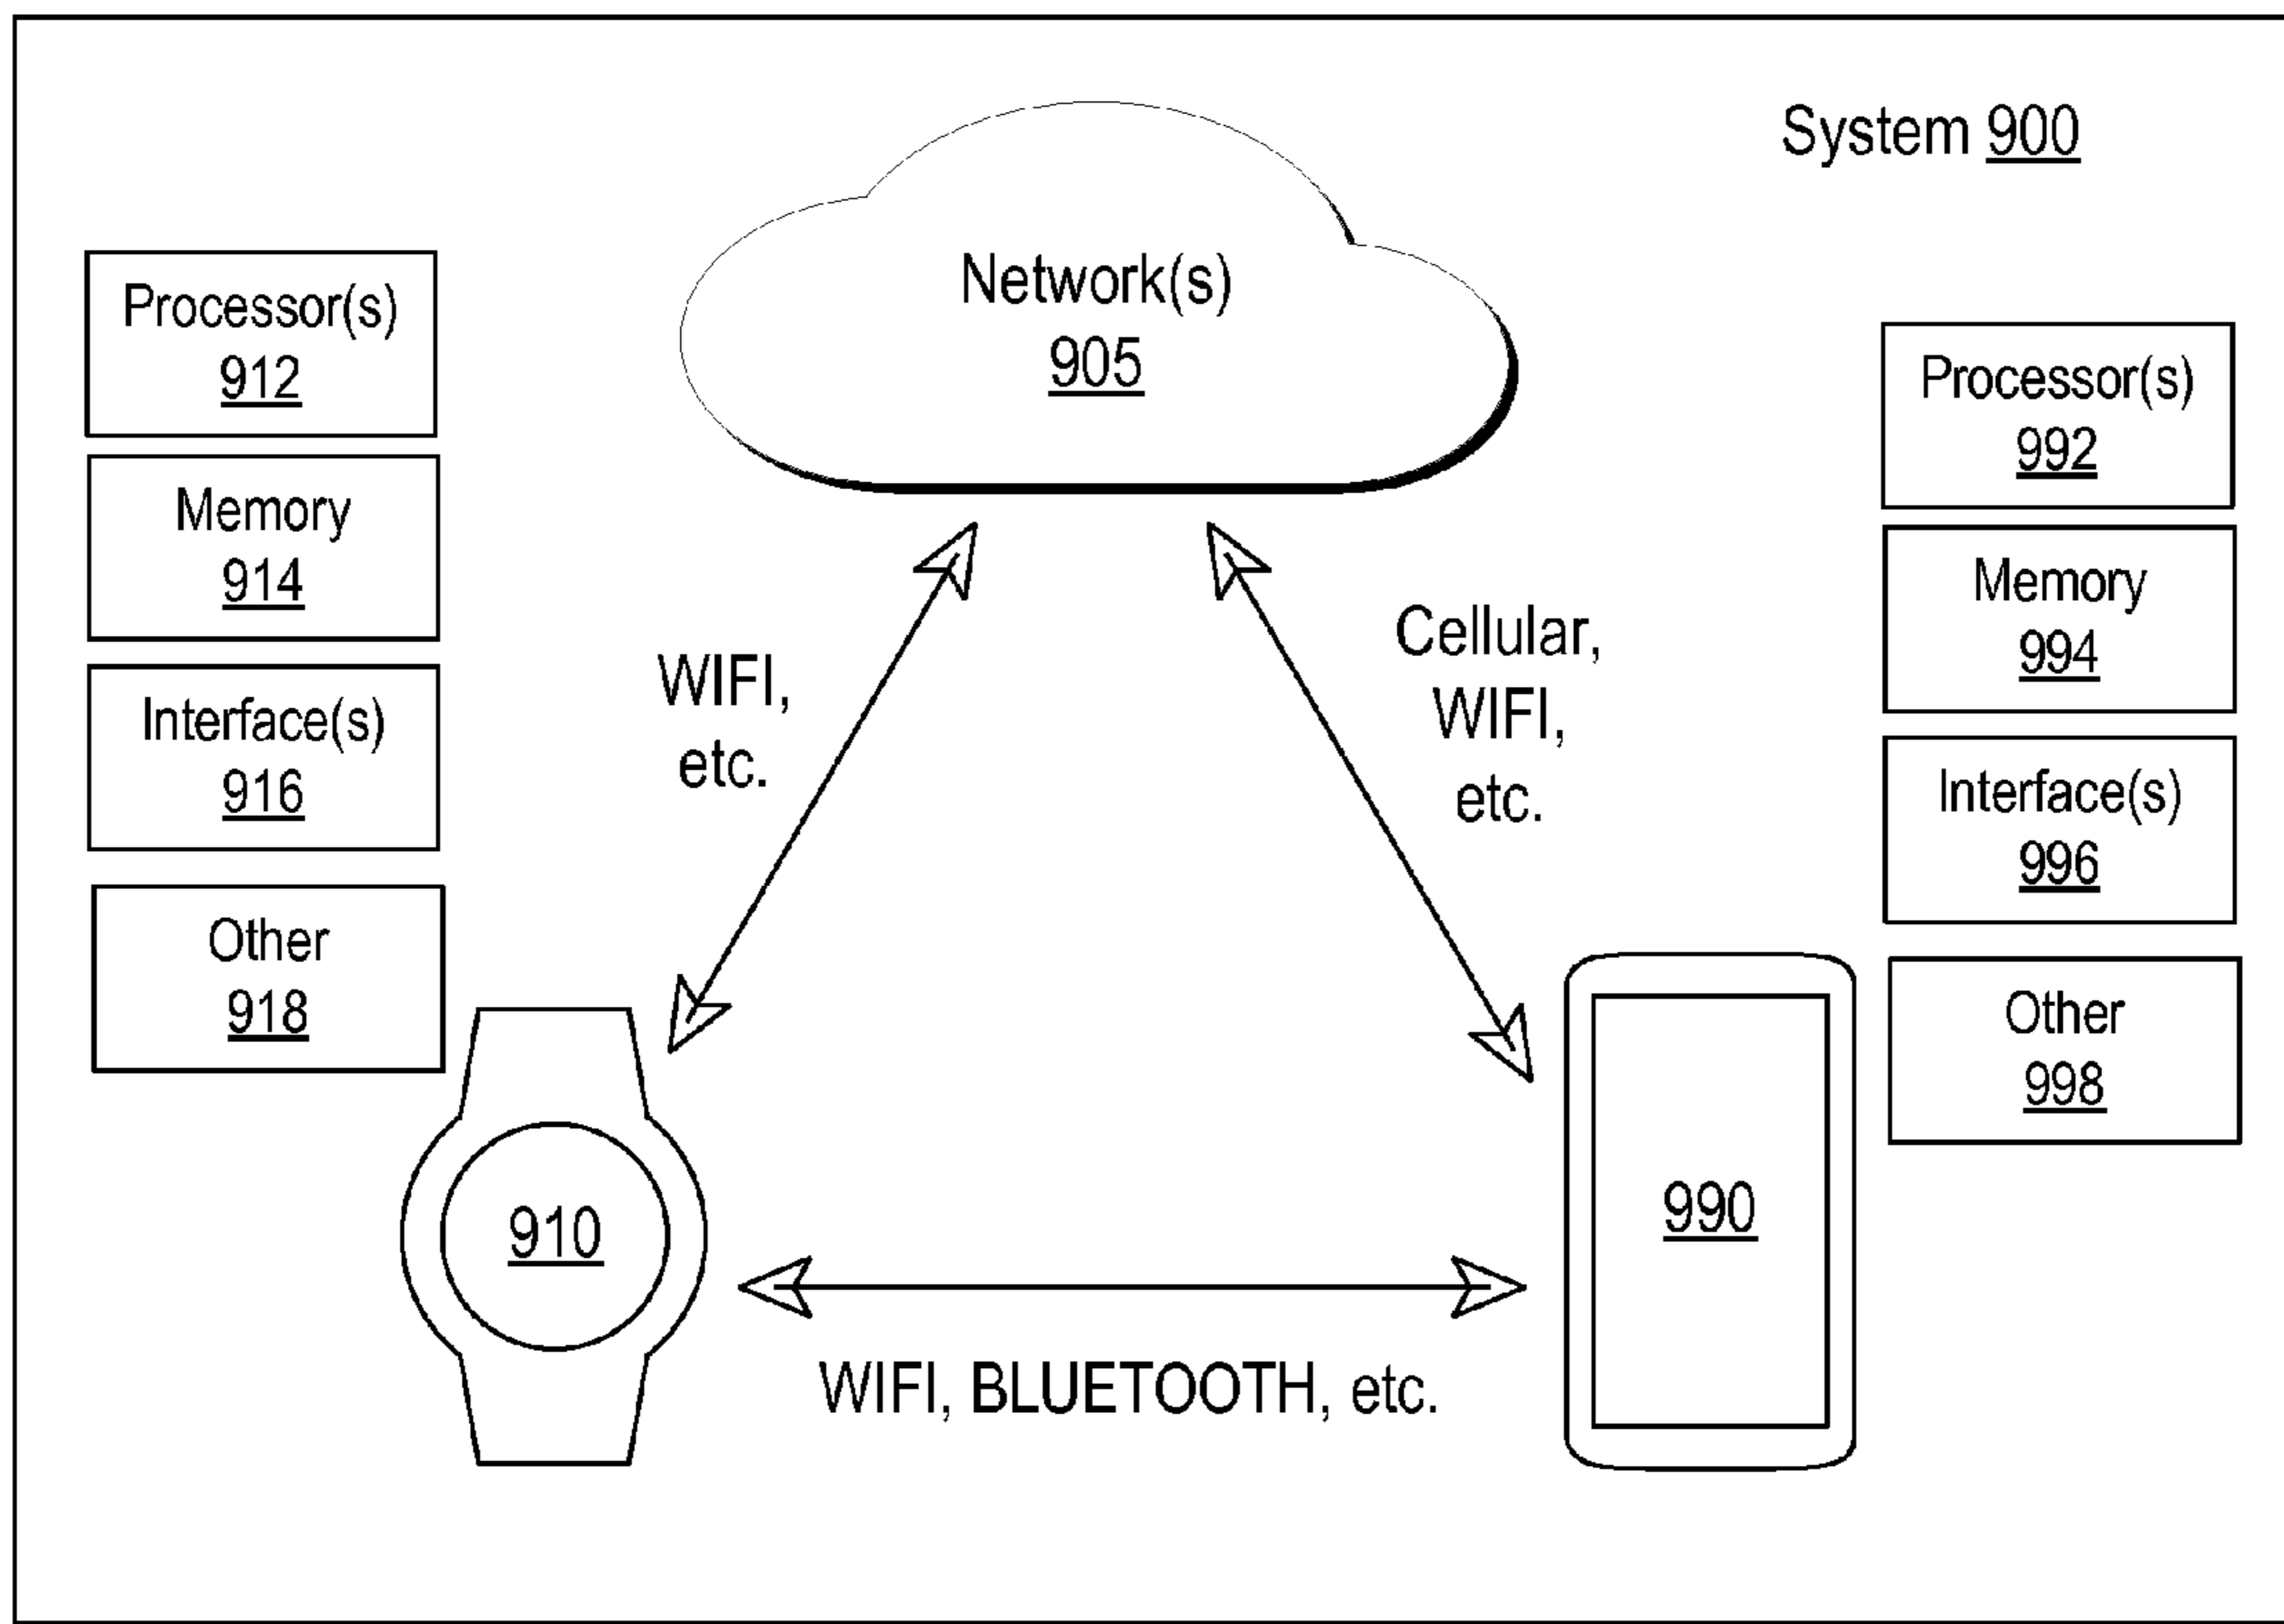 System 900
Network(s)
905
Processor(s)
912
Memory
914
Interface(s)
916
Other
918
WIFI,
etc.
Cellular,
WIFI,
etc.
Processor(s)
992
Memory
994
Interface(s)
996
Other
998
910
990
WIFI, BLUETOOTH, etc.